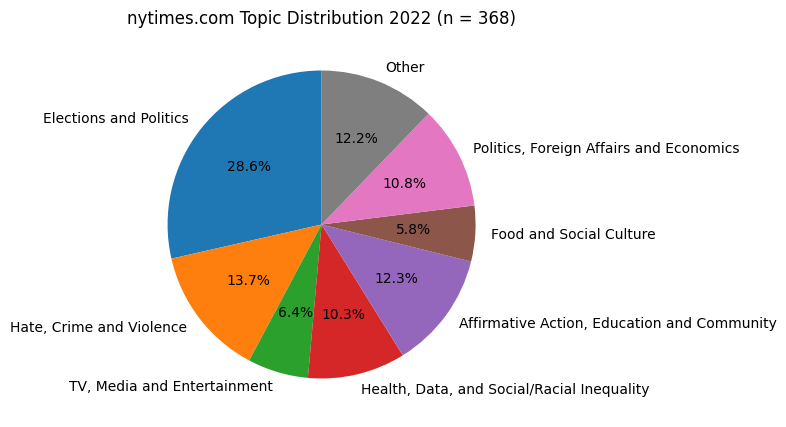 nytimes.com Topic Distribution 2022 (n = 368)
Other
Elections and Politics
12.2%
Politics, Foreign Affairs and Economics
28.6%
10.8%
5.8%
Food and Social Culture
13.7%
12.3%
6.4%
10.3%
Hate, Crime and Violence
Affirmative Action, Education and Community
TV, Media and Entertainment
Health, Data, and Social/Racial Inequality